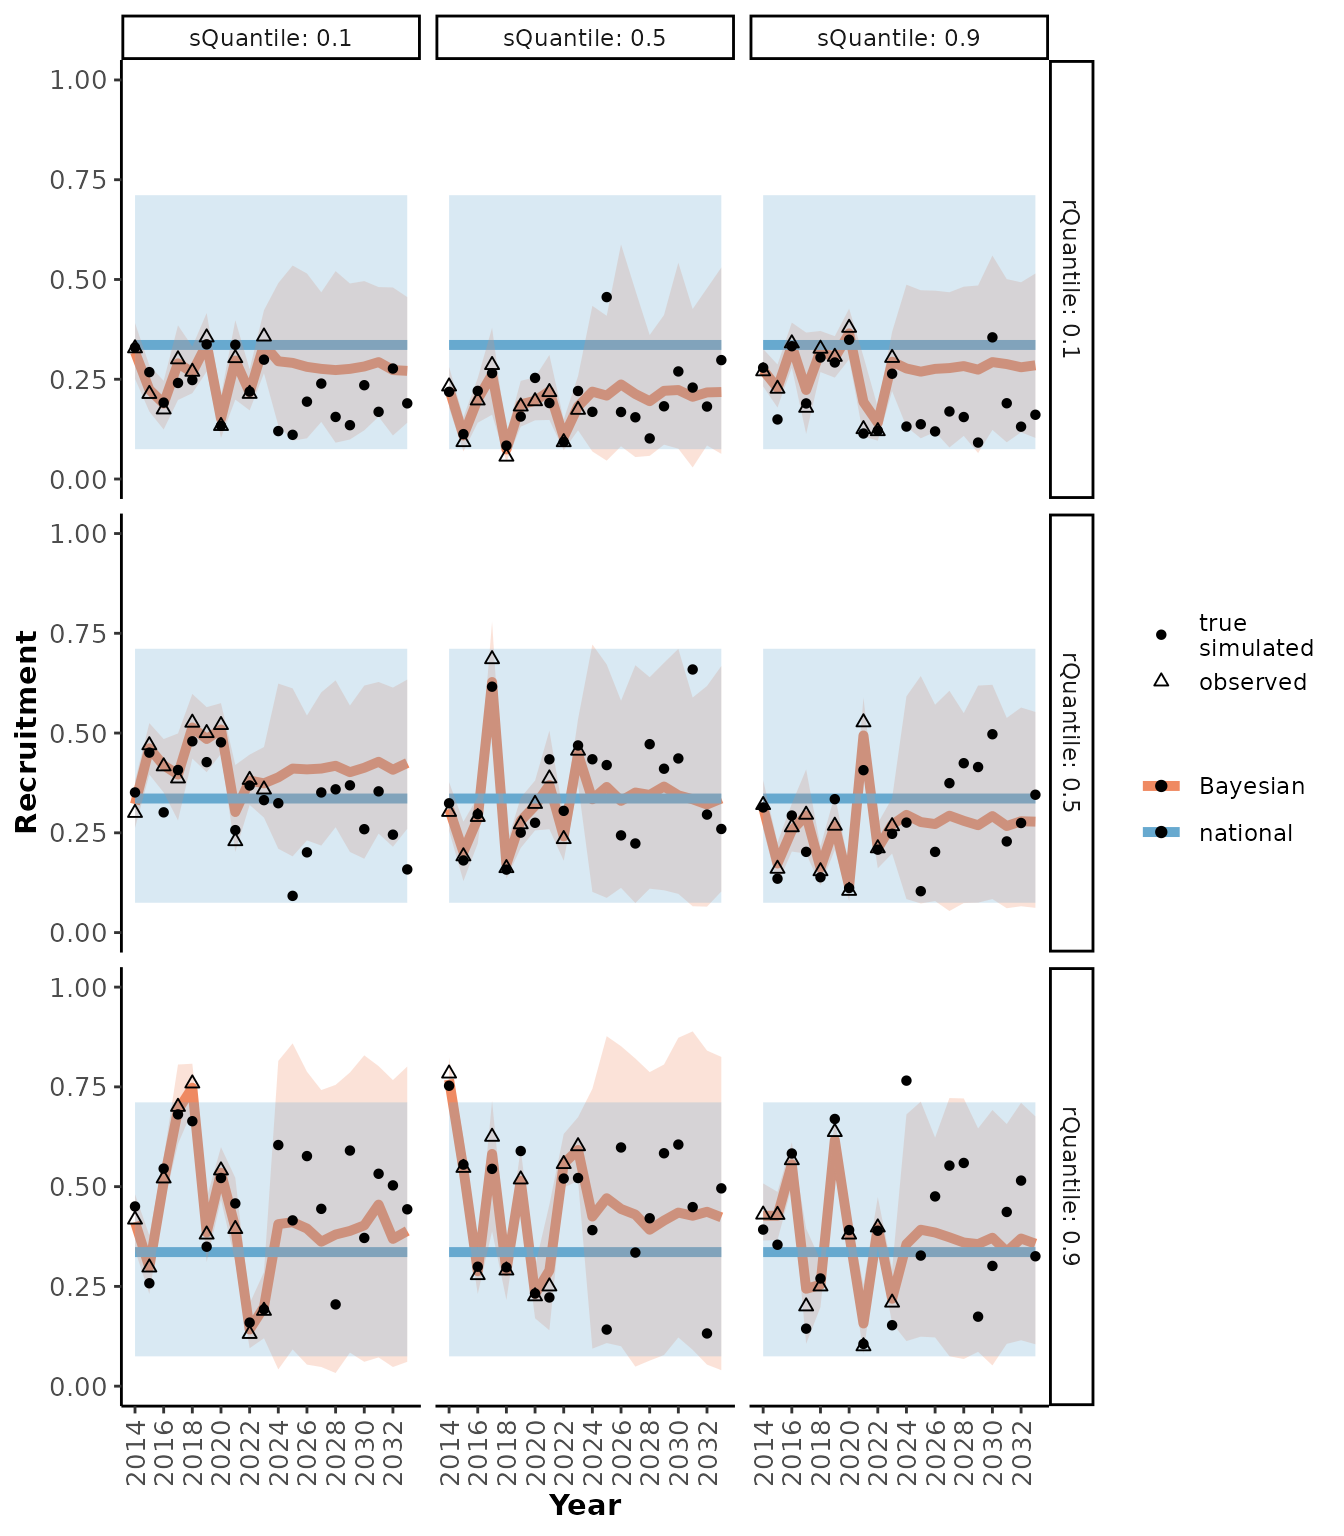 sQuantile: 0.1
sQuantile: 0.5
sQuantile: 0.9
1.00
0.75
0.50
0.25
0.00
rQuantile: 0.1
1.00
0.75
0.50
0.25
0.00
rQuantile: 0.5
1.00
0.75
0.50
0.25
0.00
rQuantile: 0.9
Recruitment
2014 2016 2018 2020 2022 2024 2026 2028 2030 2032
2014 2016 2018 2020 2022 2024 2026 2028 2030 2032
2014 2016 2018 2020 2022 2024 2026 2028 2030 2032
Year
true
simulated
observed
Bayesian
national